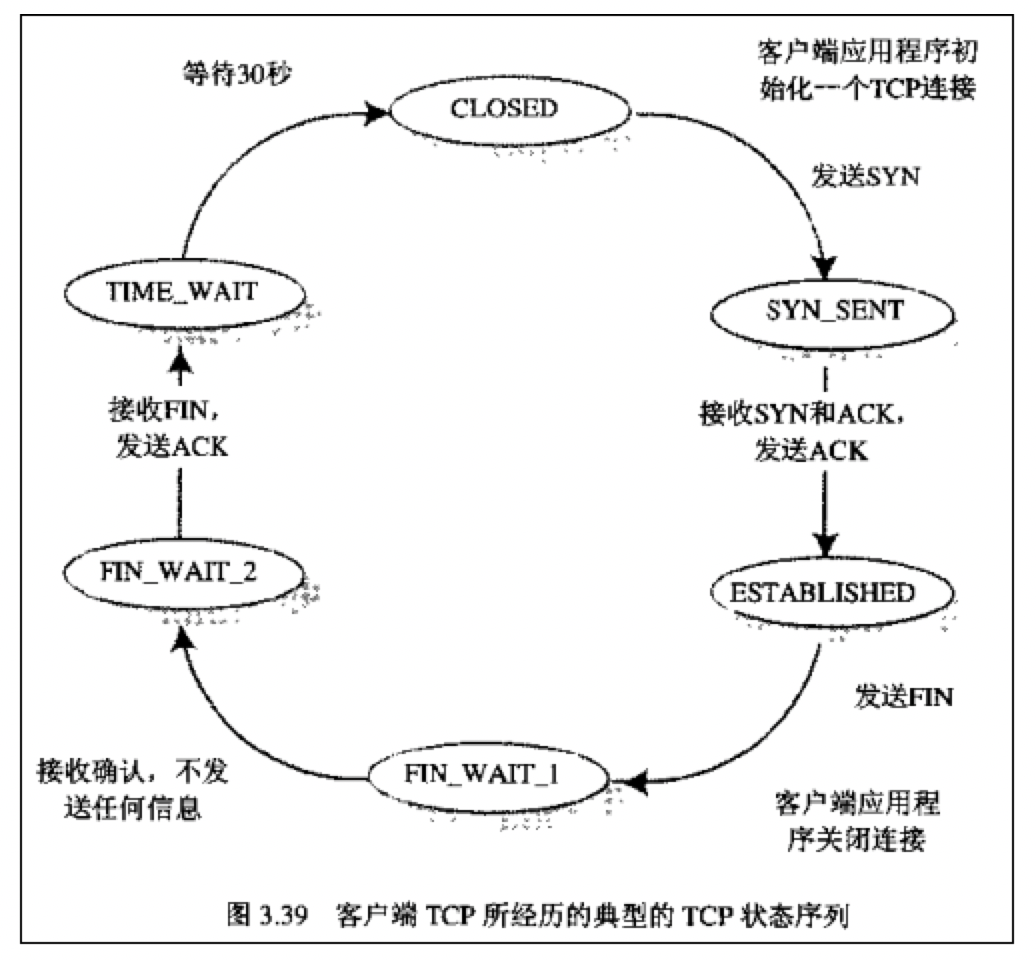 等待30秒
CLOSED
客户端应用程序初
始化一个TCP连接
发送SYN
TIME_WAIT
SYN_SENT
接收FIN，
发送ACK
接收SYN和ACK，
发送ACK
FIN_WAIT_2
ESTABLISHED
发送FIN
接收确认，不发
送任何信息
FIN_WAIT_1
客户端应用程
序关闭连接
图 3.39 客户端 TCP 所经历的典型的 TCP 状态序列